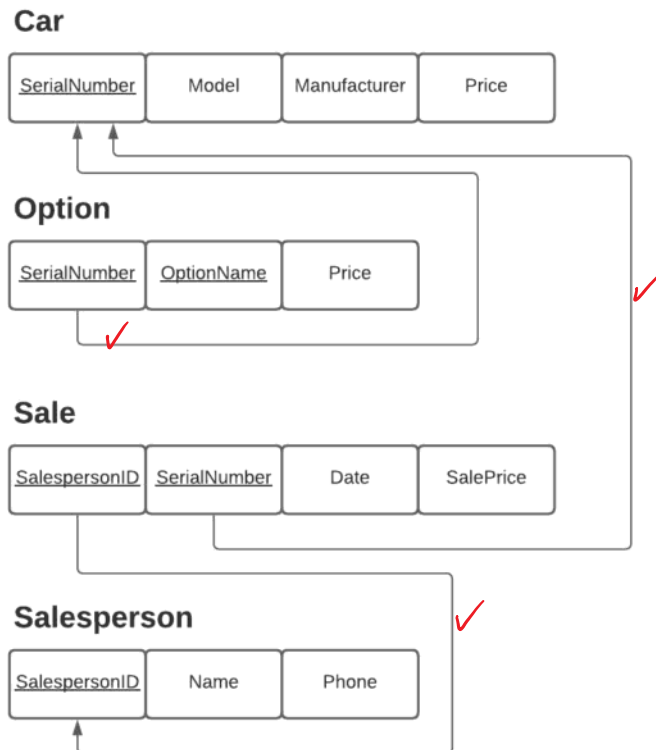 Car
SerialNumber Model Manufacturer Price
Option
SerialNumber OptionName Price
Sale
SalespersonID SerialNumber Date SalePrice
Salesperson
SalespersonID Name Phone